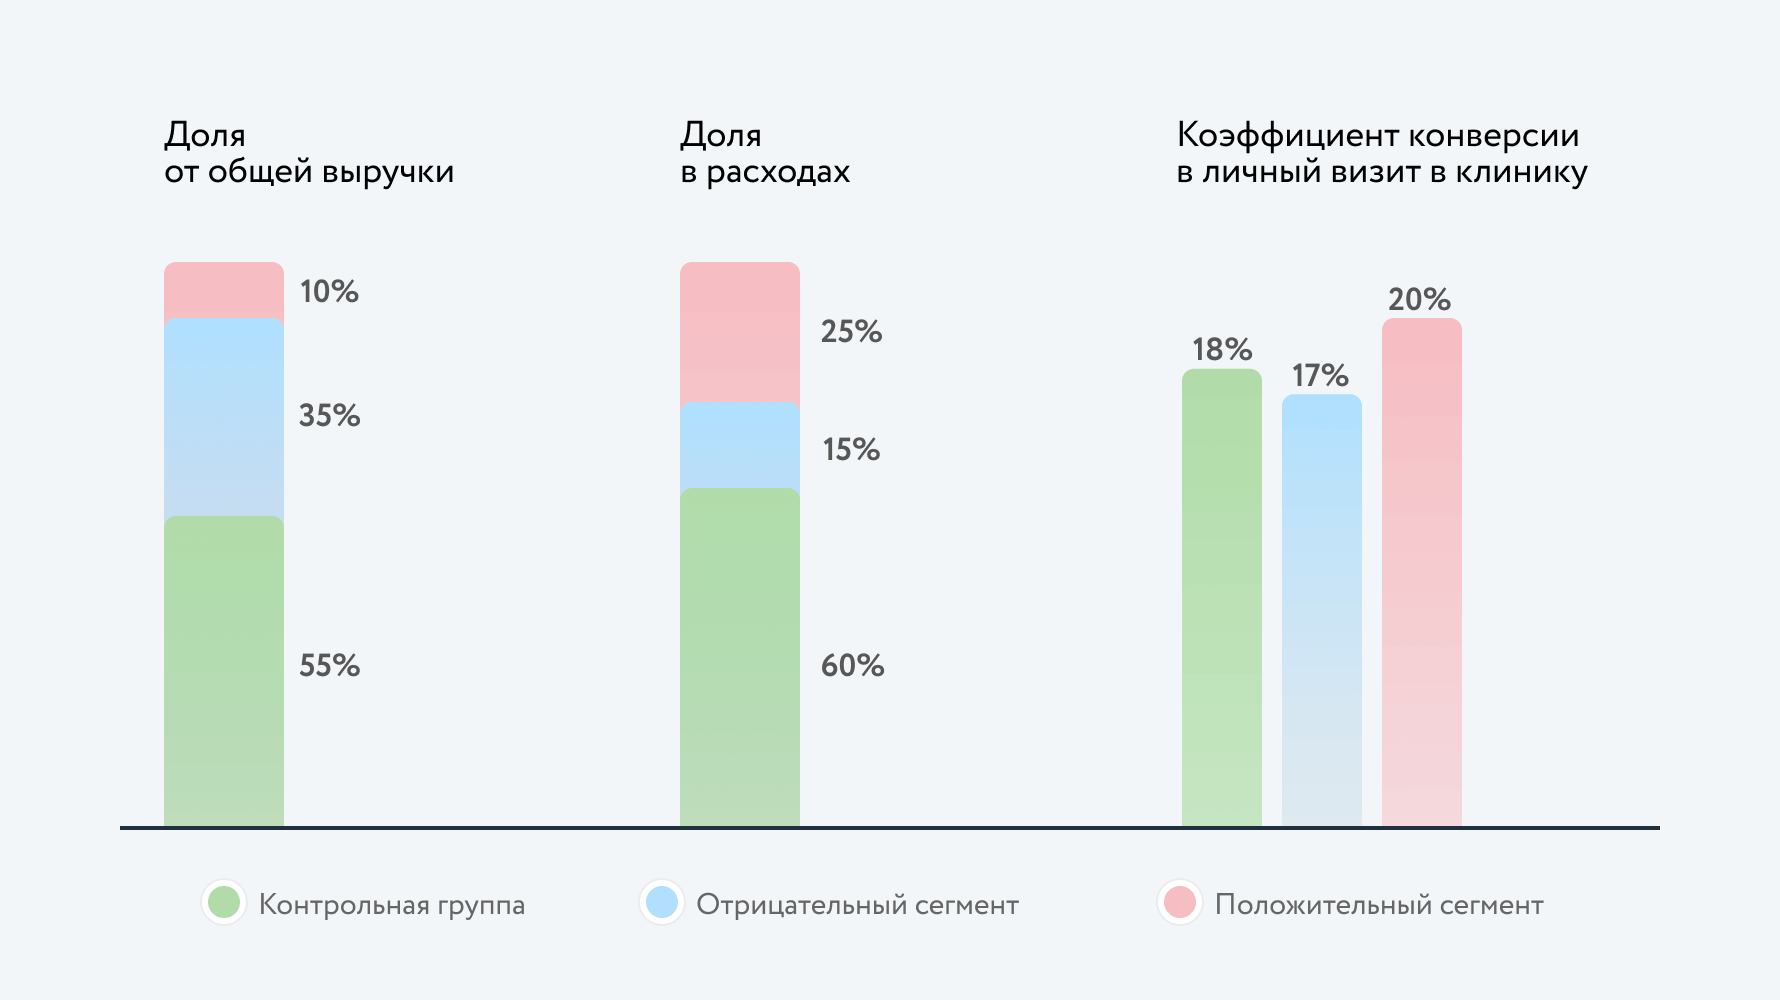 Доля
от общей выручки
10%
35%
55%
Доля
в расходах
25%
15%
60%
Коэффициент конверсии
в личный визит в клинику
18%
17%
20%
Контрольная группа
Отрицательный сегмент
Положительный сегмент